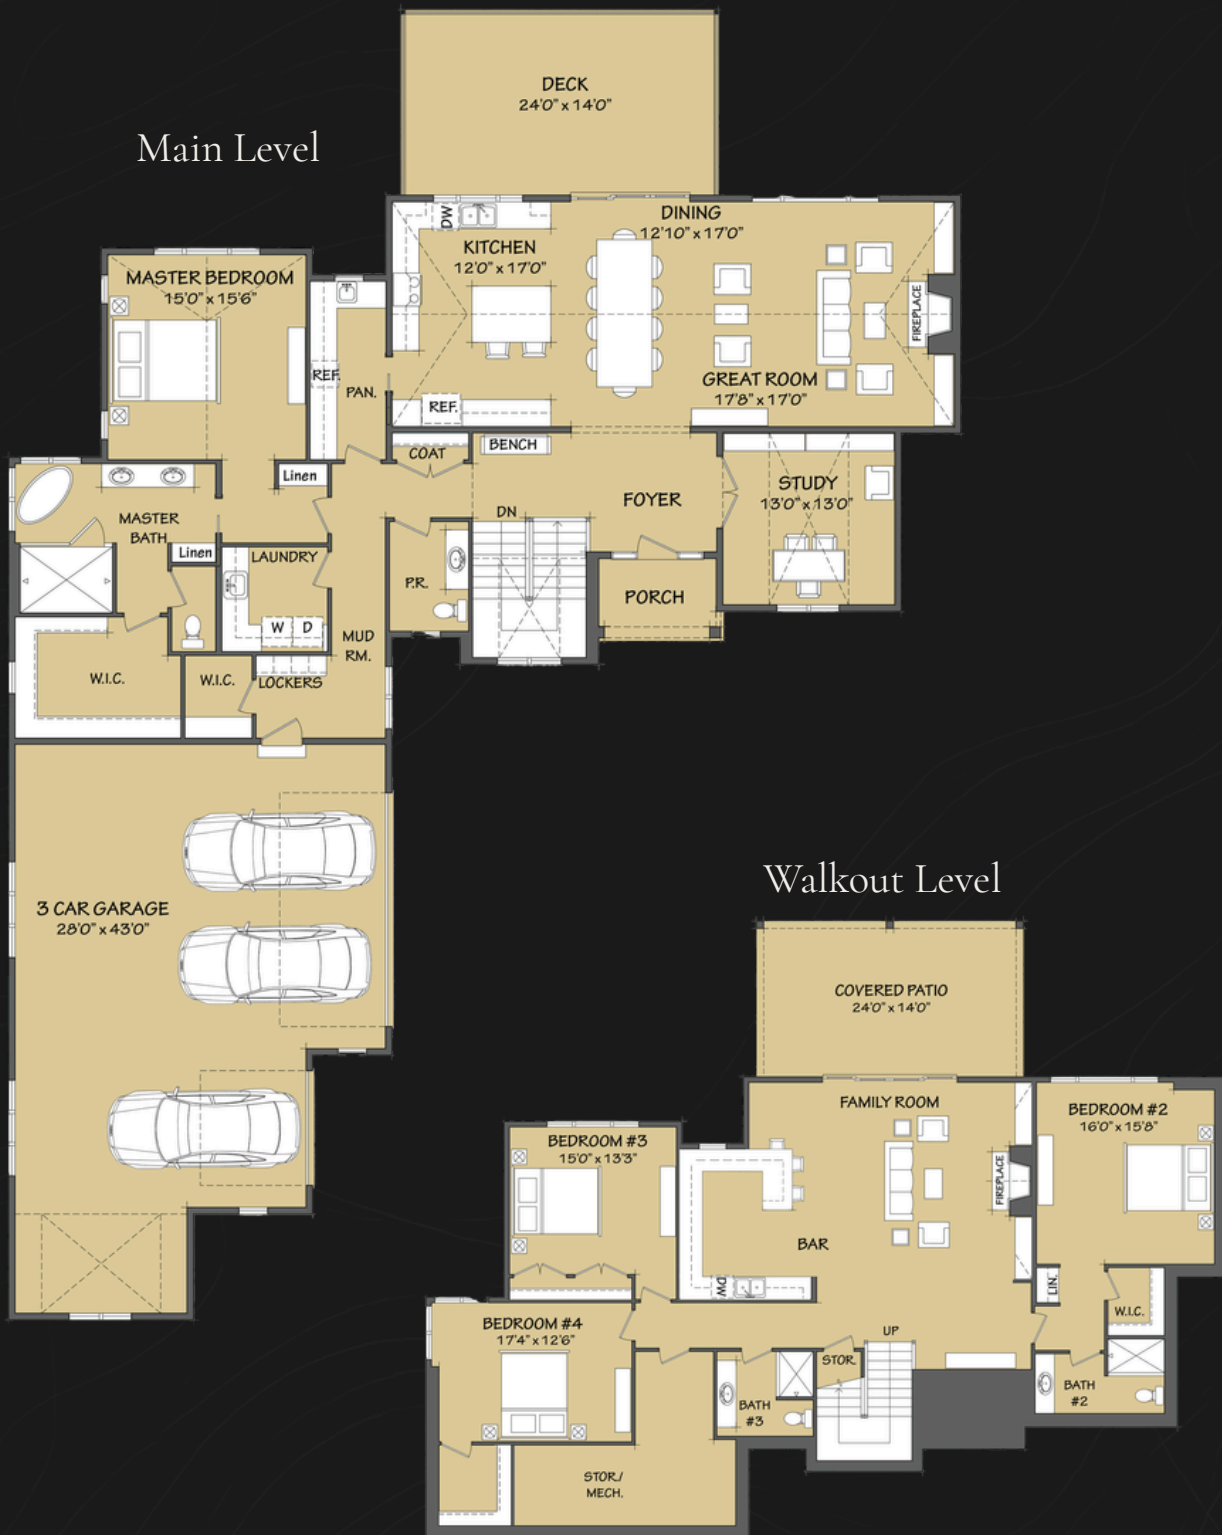 Main Level
DECK
24'0" x 14'0"
DW
KITCHEN
12'0" x 17'0"
DINING
12'10" x 17'0"
FIREPLACE
GREAT ROOM
17'8" x 17'0"
REF.
MASTER BEDROOM
15'0" x 15'6"
REF.
PAN.
COAT
BENCH
FOYER
STUDY
13'0" x 13'0"
DN
PORCH
Linen
MASTER
BATH
Linen
LAUNDRY
W D
P.R.
MUD
RM.
W.I.C.
W.I.C.
LOCKERS
3 CAR GARAGE
28'0" x 43'0"
Walkout Level
COVERED PATIO
24'0" x 14'0"
FAMILY ROOM
FIREPLACE
BEDROOM #2
16'0" x 15'8"
BEDROOM #3
15'0" x 13'3"
BAR
DW
LIN.
W.I.C.
BEDROOM #4
17'4" x 12'6"
UP
STOR.
BATH
#3
BATH
#2
STOR./
MECH.